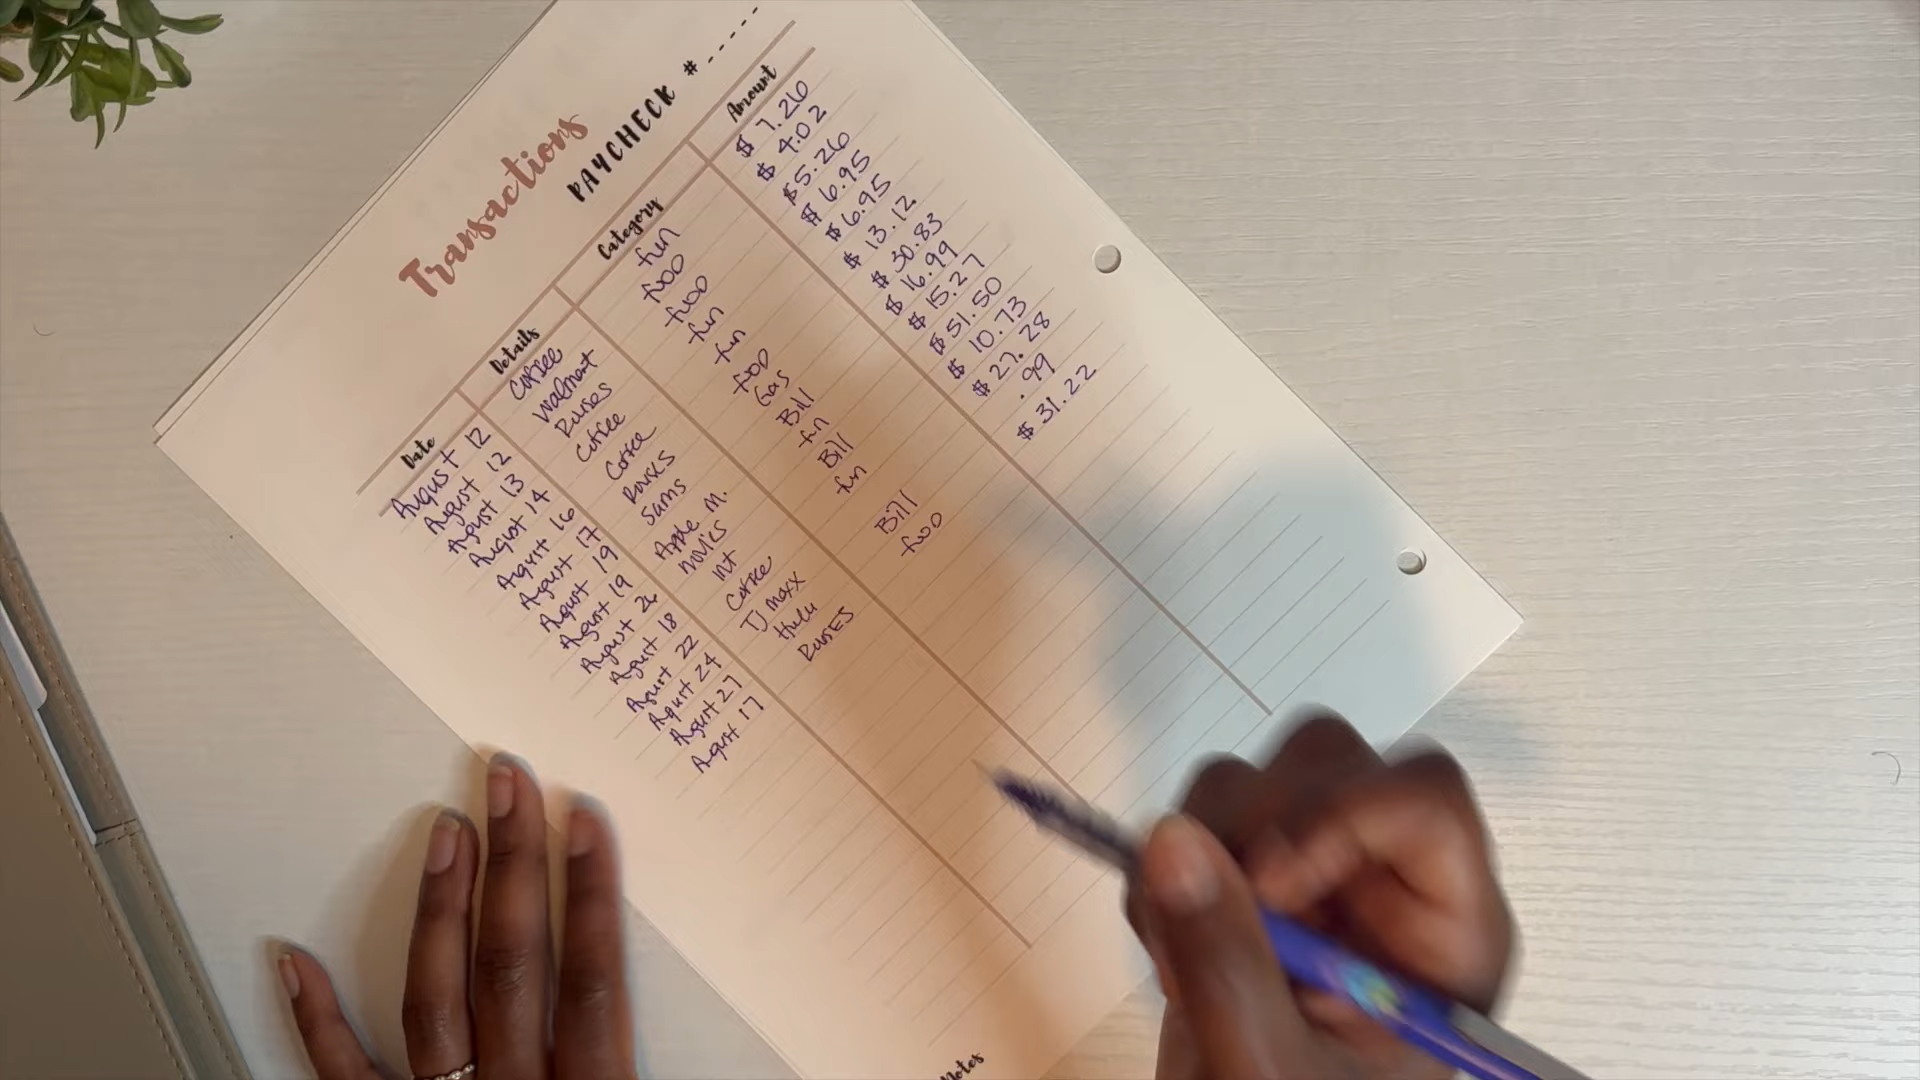 Transactions
PAYCHECK #
Date Details Category Amount
August 12 Coffee fun $ 7.26
August 12 Walmart food $ 4.02
August 13 Rouses food $5.26
August 14 Coffee fun $ 6.95
August 16 Coffee fun $ 6.95
August 17 Rouses food $ 13.12
August 19 Sams Gas $ 30.83
August 19 Apple M. Bill $ 16.99
August 26 Movies fun $ 15.27
August 18 Int Bill $51.50
August 22 Coffee fun $ 10.73
August 24 TJ maxx $ 27.28
August 27 Hulu Bill .99
August 17 Rouses food $ 31.22
Notes